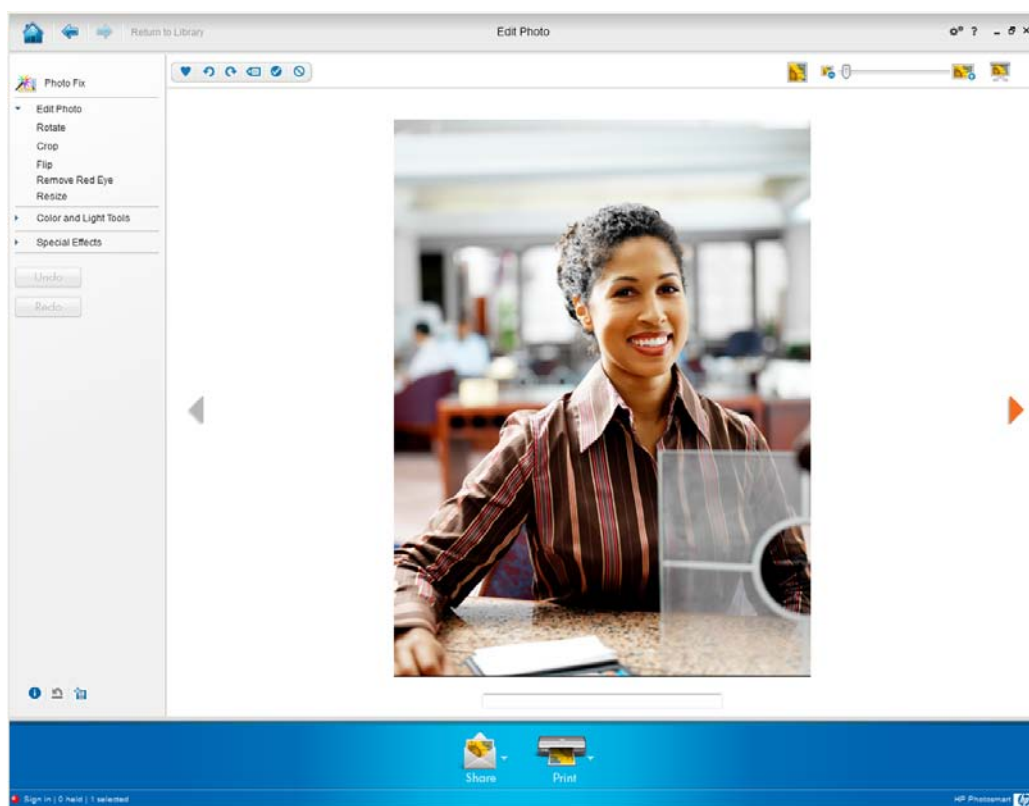 Return to Library
Edit Photo
?
Photo Fix
Edit Photo
Rotate
Crop
Flip
Remove Red Eye
Resize
Color and Light Tools
Special Effects
Undo
Redo
Share
Print
Sign in | 0 held | 1 selected
HP Photosmart